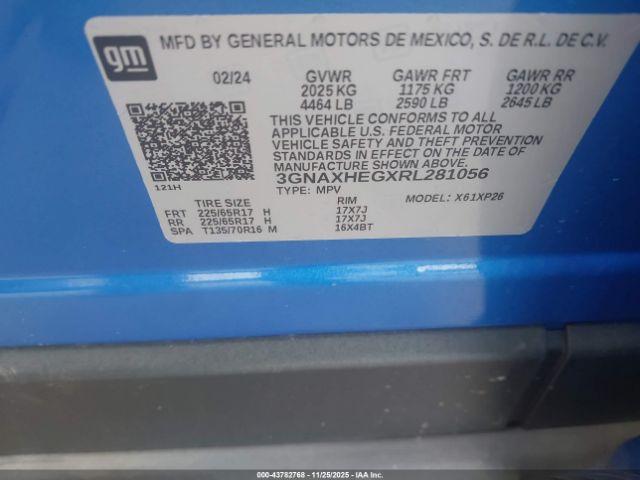 gm
MFD BY GENERAL MOTORS DE MEXICO, S. DE R.L. DE C.V.
02/24 GVWR GAWR FRT GAWR RR
2025 KG 1175 KG 1200 KG
4464 LB 2590 LB 2645 LB
THIS VEHICLE CONFORMS TO ALL
APPLICABLE U.S. FEDERAL MOTOR
VEHICLE SAFETY AND THEFT PREVENTION
STANDARDS IN EFFECT ON THE DATE OF
MANUFACTURE SHOWN ABOVE.
3GNAXHEGXRL281056
121H TYPE: MPV MODEL: X61XP26
TIRE SIZE RIM
FRT 225/65R17 H 17X7J
RR 225/65R17 H 17X7J
SPA T135/70R16 M 16X4BT
000-43782768 - 11/25/2025 - Copyright © 2025 IAA, Inc.